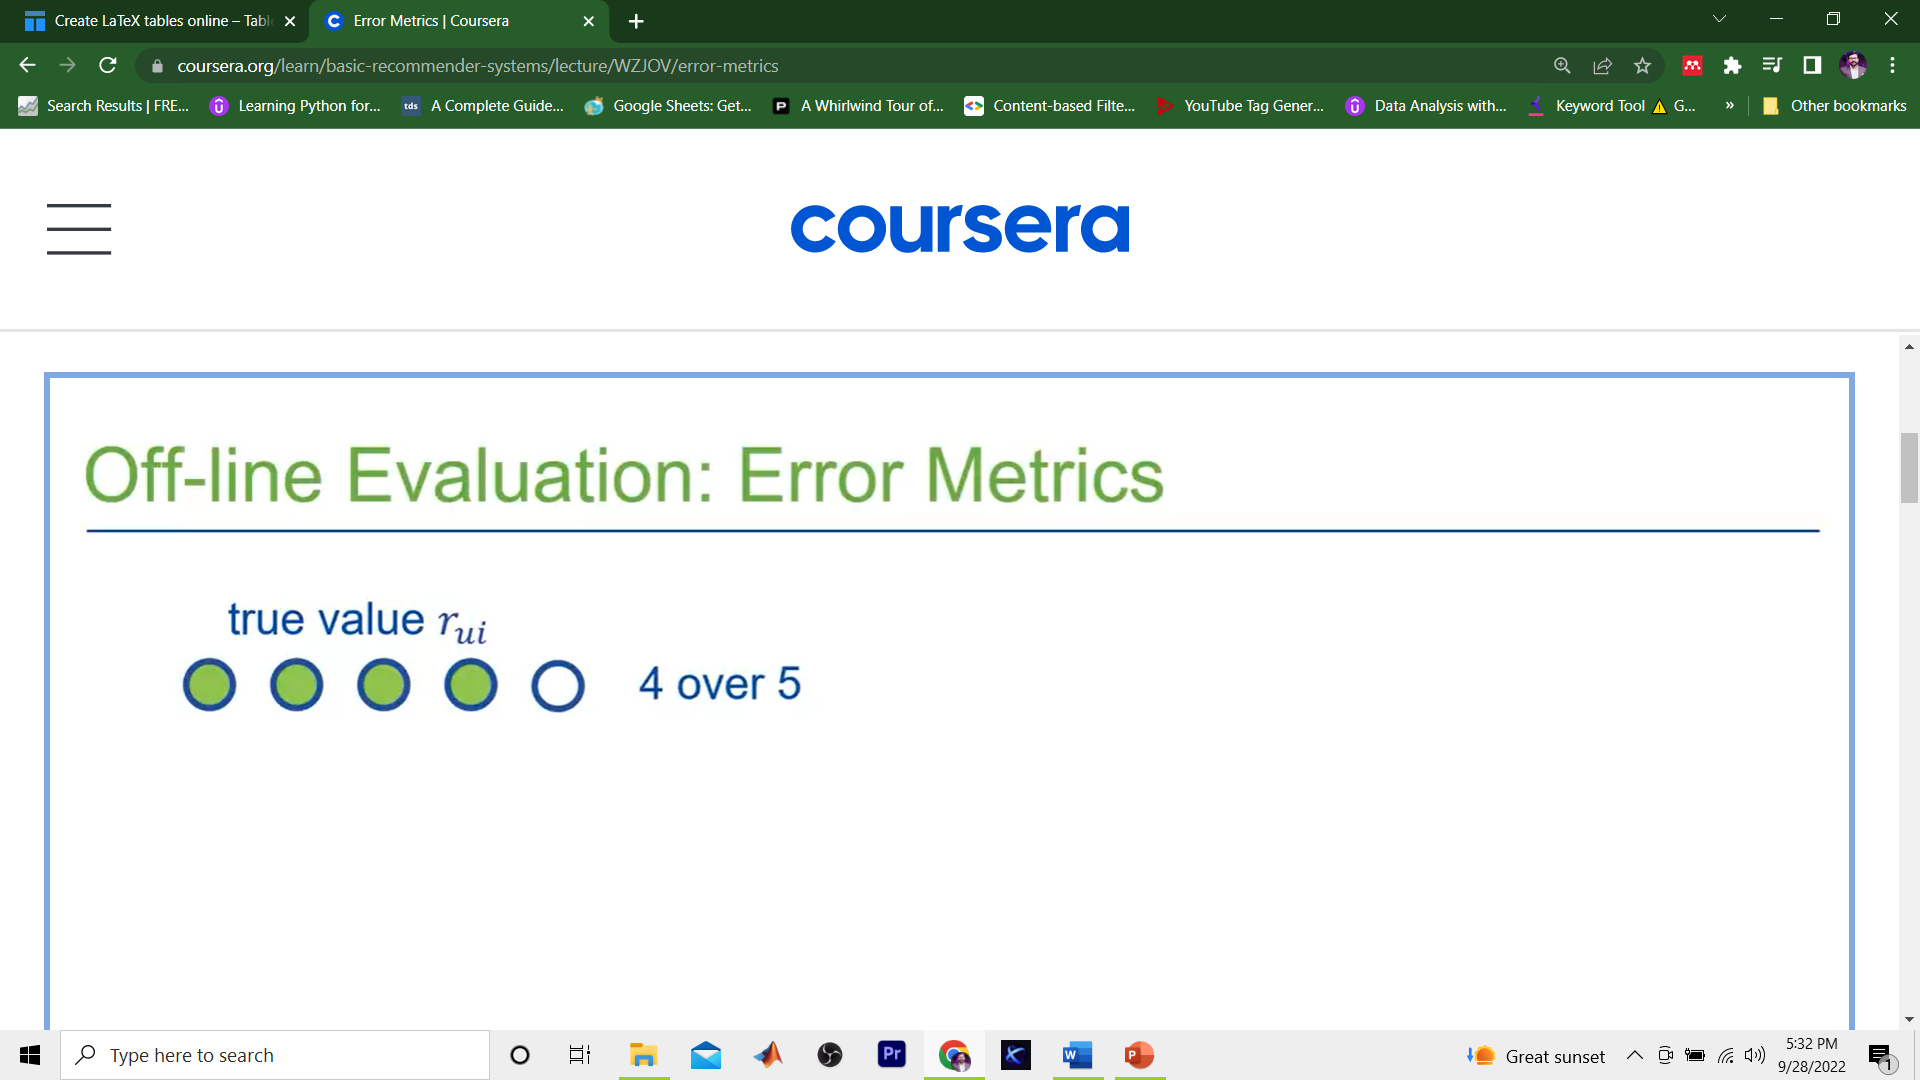 Create LaTeX tables online – Tabl
Error Metrics | Coursera
coursera.org/learn/basic-recommender-systems/lecture/WZJOV/error-metrics
Search Results | FRE...
Learning Python for...
tds
A Complete Guide...
Google Sheets: Get...
P
A Whirlwind Tour of...
Content-based Filte...
YouTube Tag Gener...
Data Analysis with...
Keyword Tool ⚠ G...
»
Other bookmarks
coursera
Off-line Evaluation: Error Metrics
true value r_ui
4 over 5
Type here to search
Pr
W
P
Great sunset
5:32 PM
9/28/2022
1